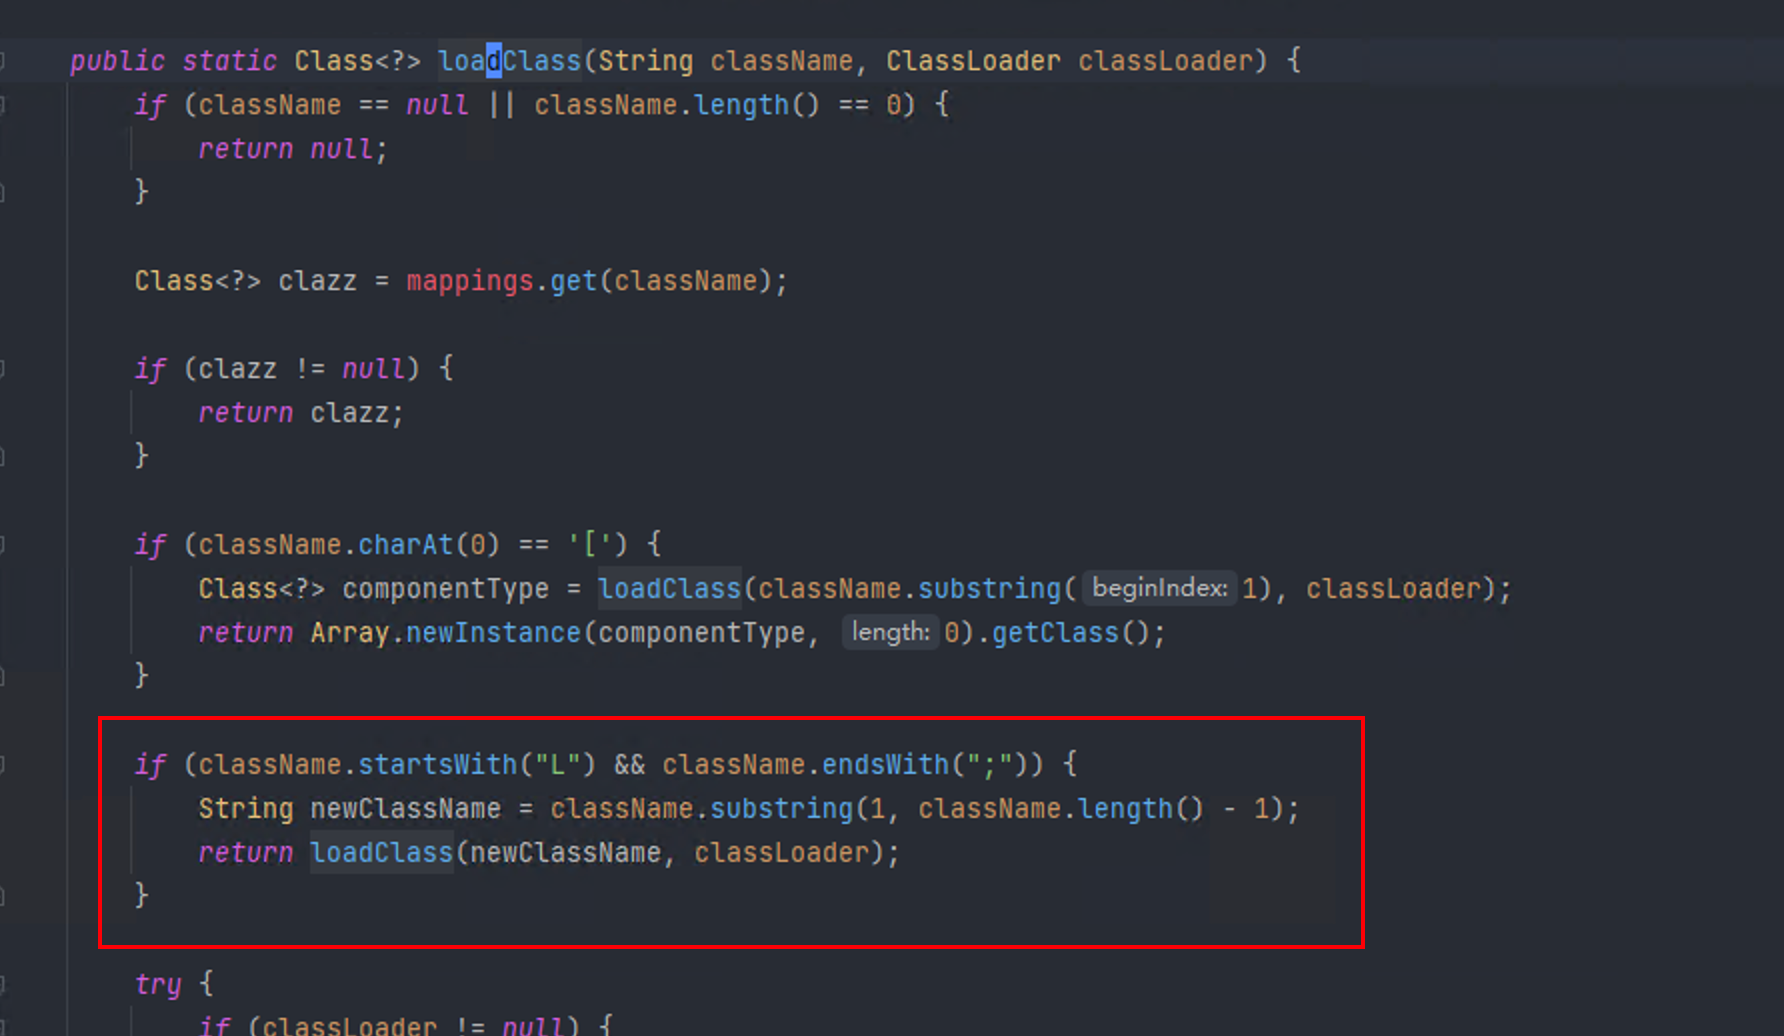 public static Class<?> loadClass(String className, ClassLoader classLoader) {
if (className == null || className.length() == 0) {
return null;
}
Class<?> clazz = mappings.get(className);
if (clazz != null) {
return clazz;
}
if (className.charAt(0) == '[') {
Class<?> componentType = loadClass(className.substring( beginIndex: 1), classLoader);
return Array.newInstance(componentType, length: 0).getClass();
}
if (className.startsWith("L") && className.endsWith(";")) {
String newClassName = className.substring(1, className.length() - 1);
return loadClass(newClassName, classLoader);
}
try {
if (classLoader != null) {